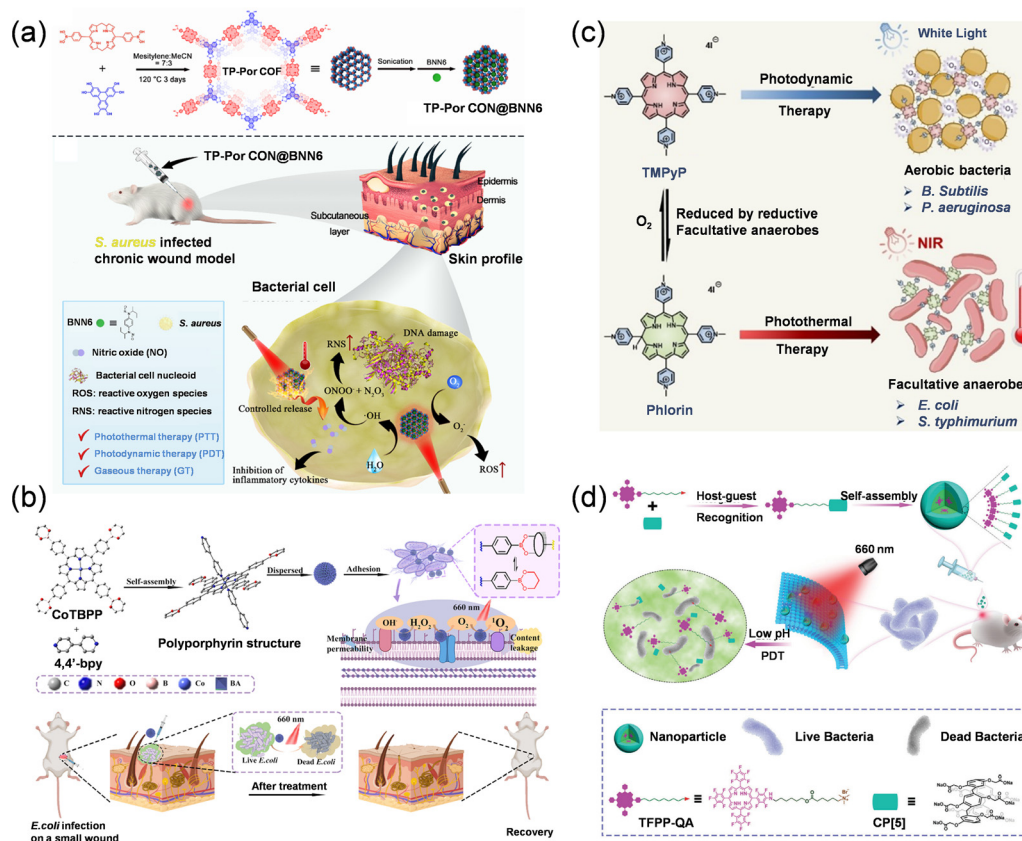 (a)
Mesitylene:MeCN
= 7:3
120 °C 3 days
+
TP-Por COF
≡
Sonication
BNN6
TP-Por CON@BNN6
TP-Por CON@BNN6
S. aureus infected
chronic wound model
Epidermis
Dermis
Subcutaneous
layer
Skin profile
Bacterial cell
BNN6
≡
S. aureus
Nitric oxide (NO)
Bacterial cell nucleoid
ROS: reactive oxygen species
RNS: reactive nitrogen species
Photothermal therapy (PTT)
Photodynamic therapy (PDT)
Gaseous therapy (GT)
RNS
DNA damage
ONOO⁻ + N₂O₃
Controlled release
·OH
O₂
O₂⁻
H₂O
ROS
Inhibition of
inflammatory cytokines
(b)
CoTBPP
+
4,4'-bpy
Self-assembly
Polyporphyrin structure
Dispersed
Adhesion
C
N
O
B
Co
BA
660 nm
OH
H₂O₂
O₂
¹O₂
Membrane
permeability
Content
leakage
660 nm
Live E.coli
Dead E.coli
After treatment
E.coli infection
on a small wound
Recovery
(c)
4I⊖
TMPyP
Photodynamic
Therapy
White Light
Aerobic bacteria
➢ B. Subtilis
➢ P. aeruginosa
O₂
Reduced by reductive
Facultative anaerobes
4I⊖
Phlorin
Photothermal
Therapy
NIR
Facultative anaerobe
➢ E. coli
➢ S. typhimurium
(d)
+
Host-guest
Recognition
Self-assembly
660 nm
Low pH
PDT
Nanoparticle
Live Bacteria
Dead Bacteria
TFPP-QA
≡
CP[5]
≡